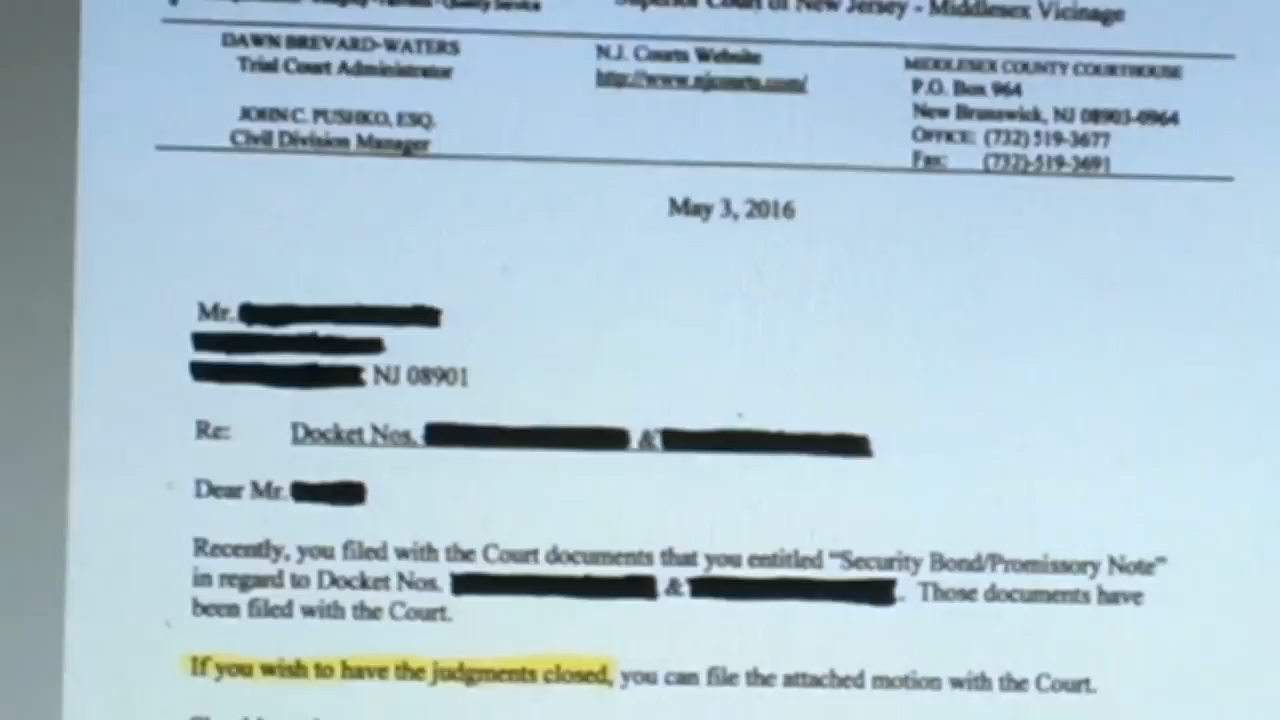 Superior Court of New Jersey - Middlesex Vicinage
Quality Service
DAWN BREVARD-WATERS
Trial Court Administrator
JOHN C. PUSHKO, ESQ.
Civil Division Manager
N.J. Courts Website
http://www.njcourts.com/
MIDDLESEX COUNTY COURTHOUSE
P.O. Box 964
New Brunswick, NJ 08903-0964
OFFICE: (732) 519-3677
Fax: (732)-519-3691
May 3, 2016
Mr.
NJ 08901
Re: Docket Nos. &
Dear Mr.
Recently, you filed with the Court documents that you entitled “Security Bond/Promissory Note”
in regard to Docket Nos. & . Those documents have
been filed with the Court.
If you wish to have the judgments closed, you can file the attached motion with the Court.